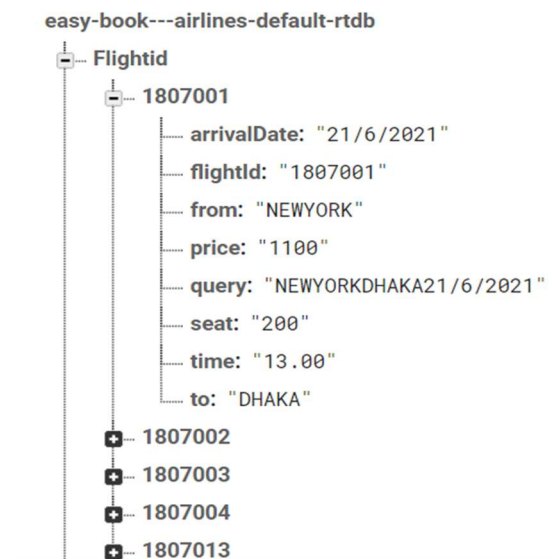 easy-book---airlines-default-rtdb
Flightid
1807001
arrivalDate: "21/6/2021"
flightId: "1807001"
from: "NEWYORK"
price: "1100"
query: "NEWYORKDHAKA21/6/2021"
seat: "200"
time: "13.00"
to: "DHAKA"
1807002
1807003
1807004
1807013